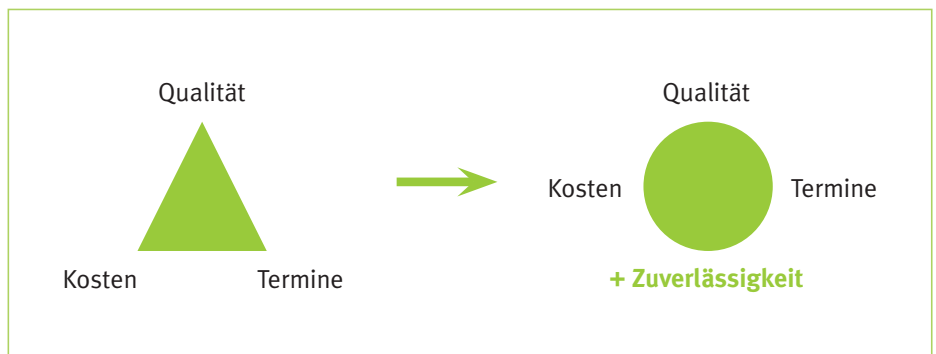 Qualität
Kosten Termine
Qualität
Kosten Termine
+ Zuverlässigkeit